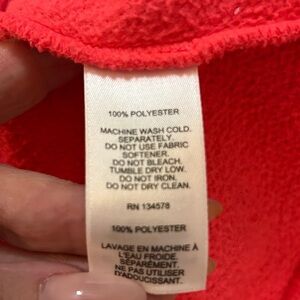 100% POLYESTER
MACHINE WASH COLD.
SEPARATELY.
DO NOT USE FABRIC
SOFTENER.
DO NOT BLEACH.
TUMBLE DRY LOW.
DO NOT IRON.
DO NOT DRY CLEAN.
RN 134578
100% POLYESTER
LAVAGE EN MACHINE À
L'EAU FROIDE.
SÉPARÉMENT.
NE PAS UTILISER
D'ADOUCISSANT.